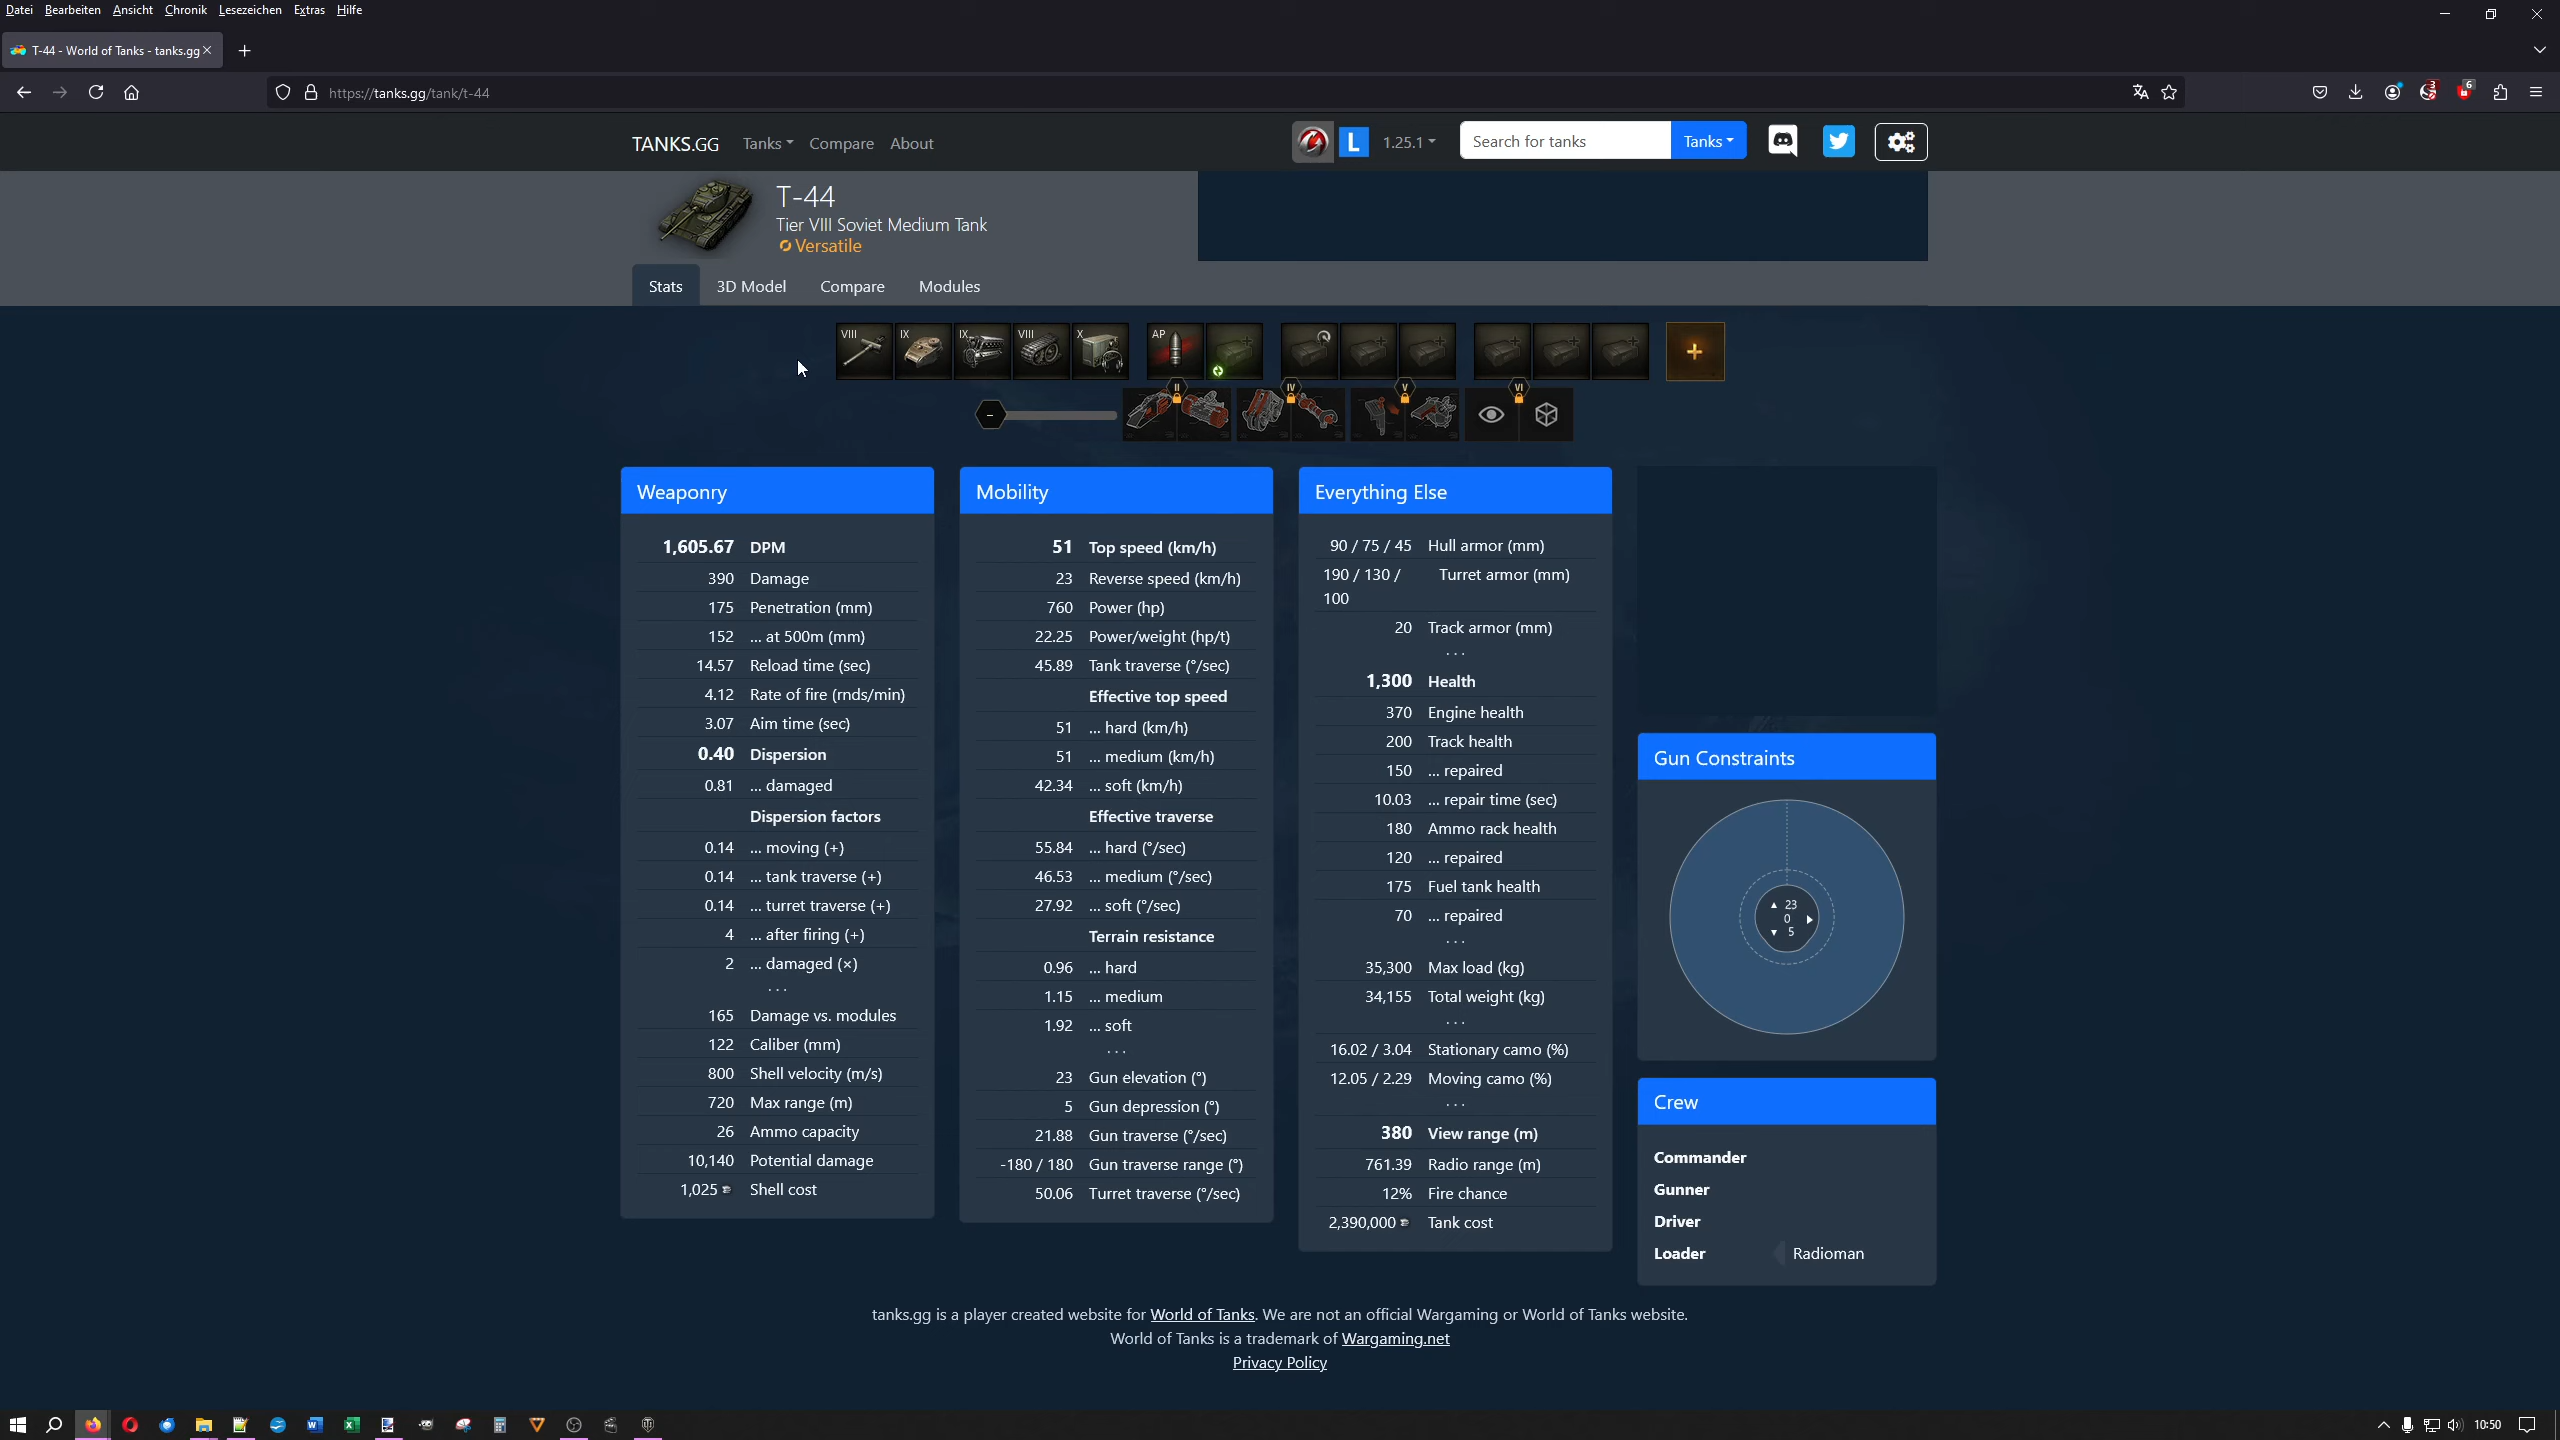 Datei Bearbeiten Ansicht Chronik Lesezeichen Extras Hilfe
T-44 - World of Tanks - tanks.gg
https://tanks.gg/tank/t-44
3
6
TANKS.GG Tanks Compare About
L 1.25.1 Search for tanks Tanks
T-44
Tier VIII Soviet Medium Tank
Versatile
Stats 3D Model Compare Modules
VIII IX IX VIII X AP
II IV V VI
Weaponry
1,605.67 DPM
390 Damage
175 Penetration (mm)
152 ... at 500m (mm)
14.57 Reload time (sec)
4.12 Rate of fire (rnds/min)
3.07 Aim time (sec)
0.40 Dispersion
0.81 ... damaged
Dispersion factors
0.14 ... moving (+)
0.14 ... tank traverse (+)
0.14 ... turret traverse (+)
4 ... after firing (+)
2 ... damaged (×)
...
165 Damage vs. modules
122 Caliber (mm)
800 Shell velocity (m/s)
720 Max range (m)
26 Ammo capacity
10,140 Potential damage
1,025 Shell cost
Mobility
51 Top speed (km/h)
23 Reverse speed (km/h)
760 Power (hp)
22.25 Power/weight (hp/t)
45.89 Tank traverse (°/sec)
Effective top speed
51 ... hard (km/h)
51 ... medium (km/h)
42.34 ... soft (km/h)
Effective traverse
55.84 ... hard (°/sec)
46.53 ... medium (°/sec)
27.92 ... soft (°/sec)
Terrain resistance
0.96 ... hard
1.15 ... medium
1.92 ... soft
...
23 Gun elevation (°)
5 Gun depression (°)
21.88 Gun traverse (°/sec)
-180 / 180 Gun traverse range (°)
50.06 Turret traverse (°/sec)
Everything Else
90 / 75 / 45 Hull armor (mm)
190 / 130 / Turret armor (mm)
100
20 Track armor (mm)
...
1,300 Health
370 Engine health
200 Track health
150 ... repaired
10.03 ... repair time (sec)
180 Ammo rack health
120 ... repaired
175 Fuel tank health
70 ... repaired
...
35,300 Max load (kg)
34,155 Total weight (kg)
...
16.02 / 3.04 Stationary camo (%)
12.05 / 2.29 Moving camo (%)
...
380 View range (m)
761.39 Radio range (m)
12% Fire chance
2,390,000 Tank cost
Gun Constraints
23
0
5
Crew
Commander
Gunner
Driver
Loader Radioman
tanks.gg is a player created website for World of Tanks. We are not an official Wargaming or World of Tanks website.
World of Tanks is a trademark of Wargaming.net
Privacy Policy
10:50